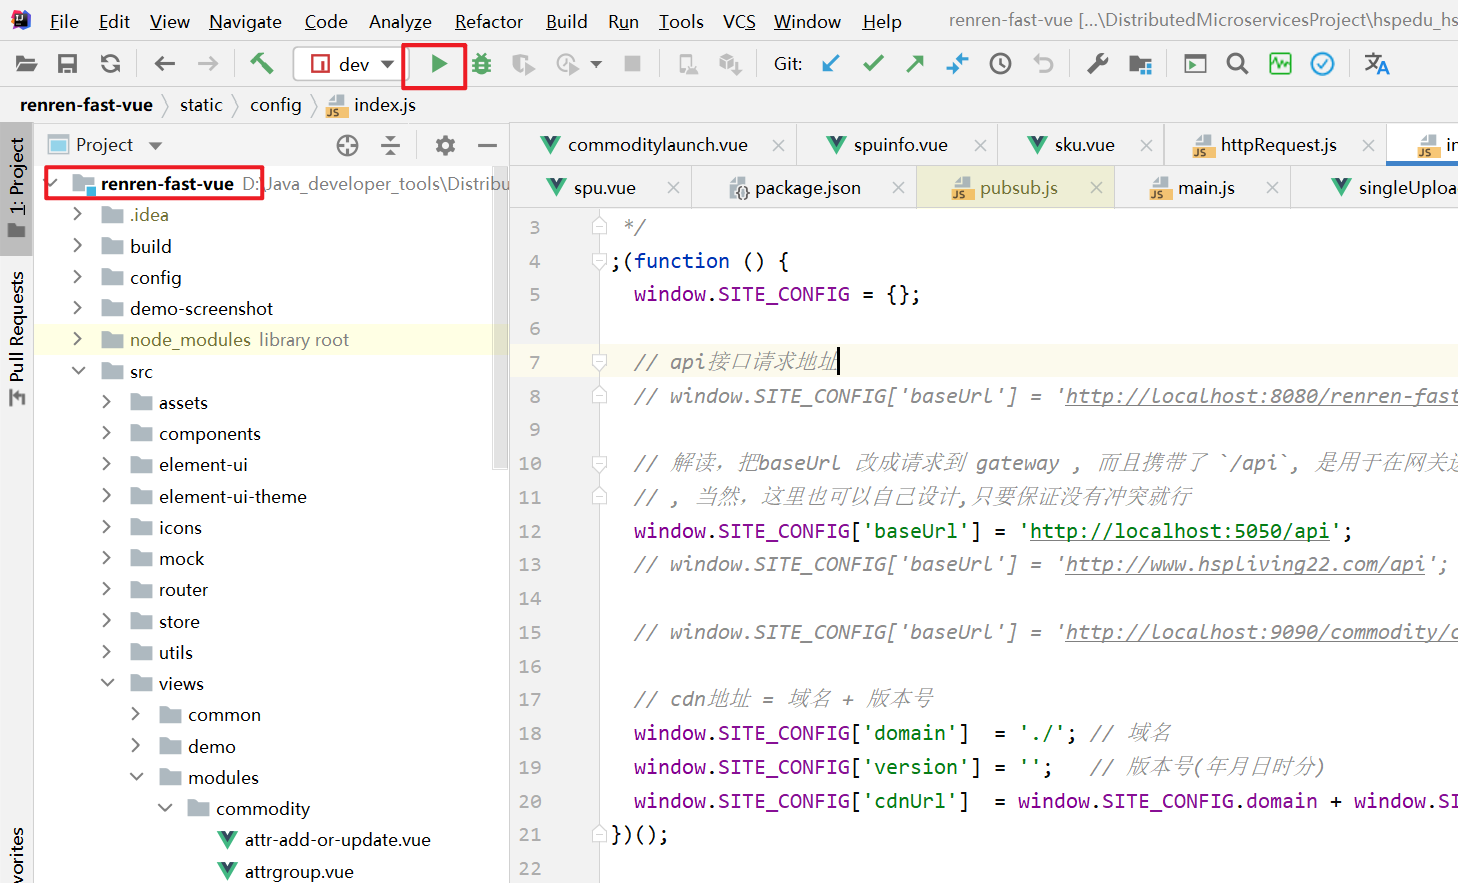 File Edit View Navigate Code Analyze Refactor Build Run Tools VCS Window Help renren-fast-vue [...\DistributedMicroservicesProject\hspedu_hs
dev Git:
renren-fast-vue static config index.js
1: Project
Pull Requests
vorites
Project
renren-fast-vue D:\Java_developer_tools\Distribu
.idea
build
config
demo-screenshot
node_modules library root
src
assets
components
element-ui
element-ui-theme
icons
mock
router
store
utils
views
common
demo
modules
commodity
attr-add-or-update.vue
attrgroup.vue
commoditylaunch.vue spuinfo.vue sku.vue httpRequest.js in
spu.vue package.json pubsub.js main.js singleUploa
3 */
4 ;(function () {
5 window.SITE_CONFIG = {};
6
7 // api接口请求地址
8 // window.SITE_CONFIG['baseUrl'] = 'http://localhost:8080/renren-fast
9
10 // 解读，把baseUrl 改成请求到 gateway , 而且携带了 `/api`, 是用于在网关这
11 // , 当然，这里也可以自己设计,只要保证没有冲突就行
12 window.SITE_CONFIG['baseUrl'] = 'http://localhost:5050/api';
13 // window.SITE_CONFIG['baseUrl'] = 'http://www.hspliving22.com/api';
14
15 // window.SITE_CONFIG['baseUrl'] = 'http://localhost:9090/commodity/c
16
17 // cdn地址 = 域名 + 版本号
18 window.SITE_CONFIG['domain'] = './'; // 域名
19 window.SITE_CONFIG['version'] = ''; // 版本号(年月日时分)
20 window.SITE_CONFIG['cdnUrl'] = window.SITE_CONFIG.domain + window.SI
21 })();
22